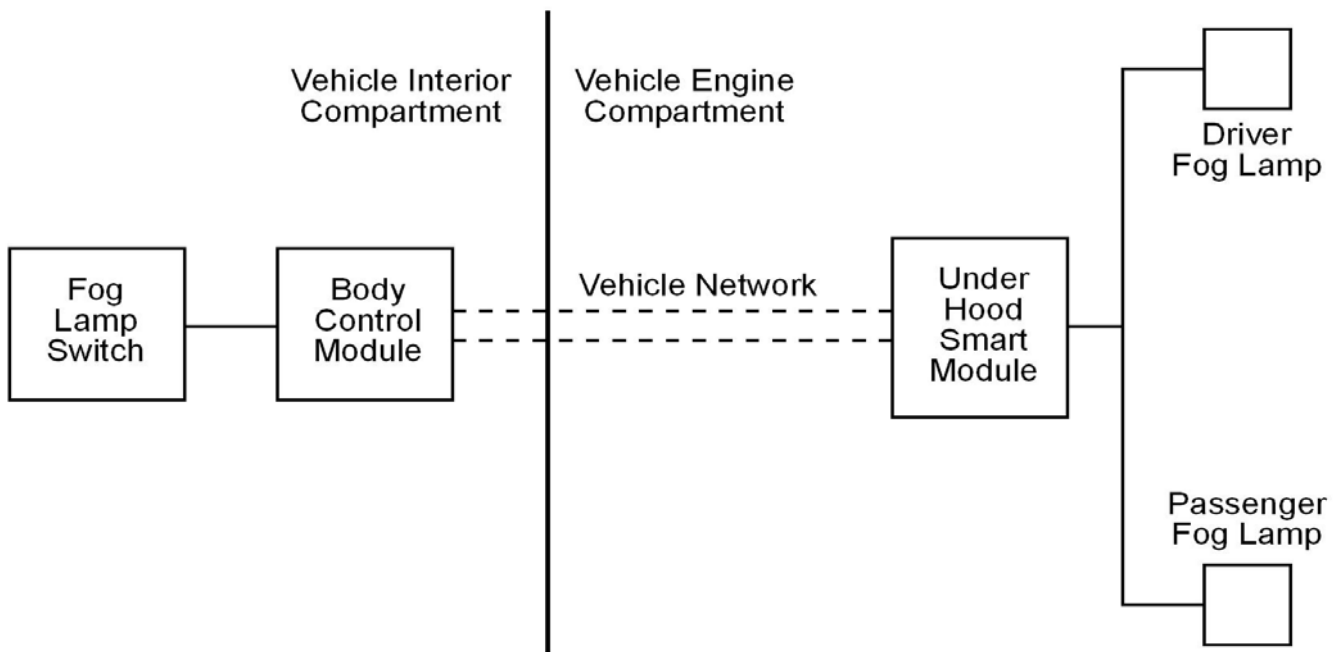 Vehicle Interior
Compartment
Vehicle Engine
Compartment
Driver
Fog Lamp
Fog
Lamp
Switch
Body
Control
Module
Vehicle Network
Under
Hood
Smart
Module
Passenger
Fog Lamp